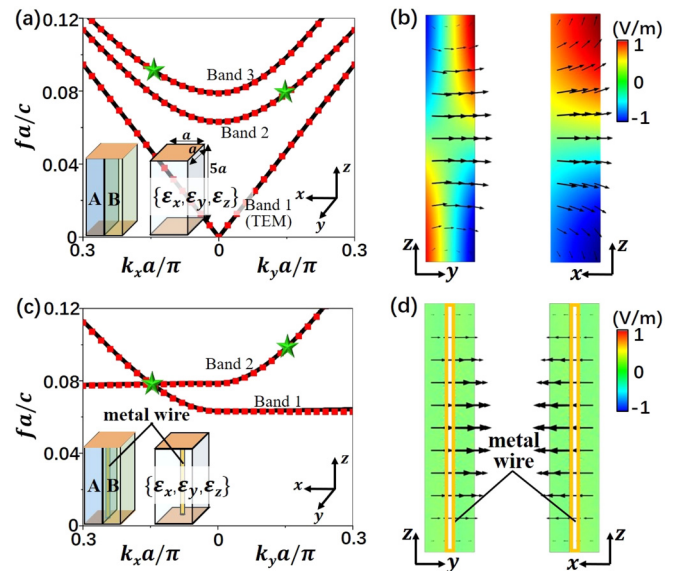 (a)
0.12
0.08
0.04
0
fa/c
Band 3
Band 2
Band 1
(TEM)
a
a
5a
A B
{εx, εy, εz}
z
x
y
0.3 0 0.3
kxa/π kya/π
(b)
(V/m)
1
-1
z
y
z
x
(c)
0.12
0.08
0.04
0
fa/c
Band 2
Band 1
metal wire
A B
{εx, εy, εz}
z
x
y
0.3 0 0.3
kxa/π kya/π
(d)
(V/m)
1
-1
metal
wire
z
y
z
x